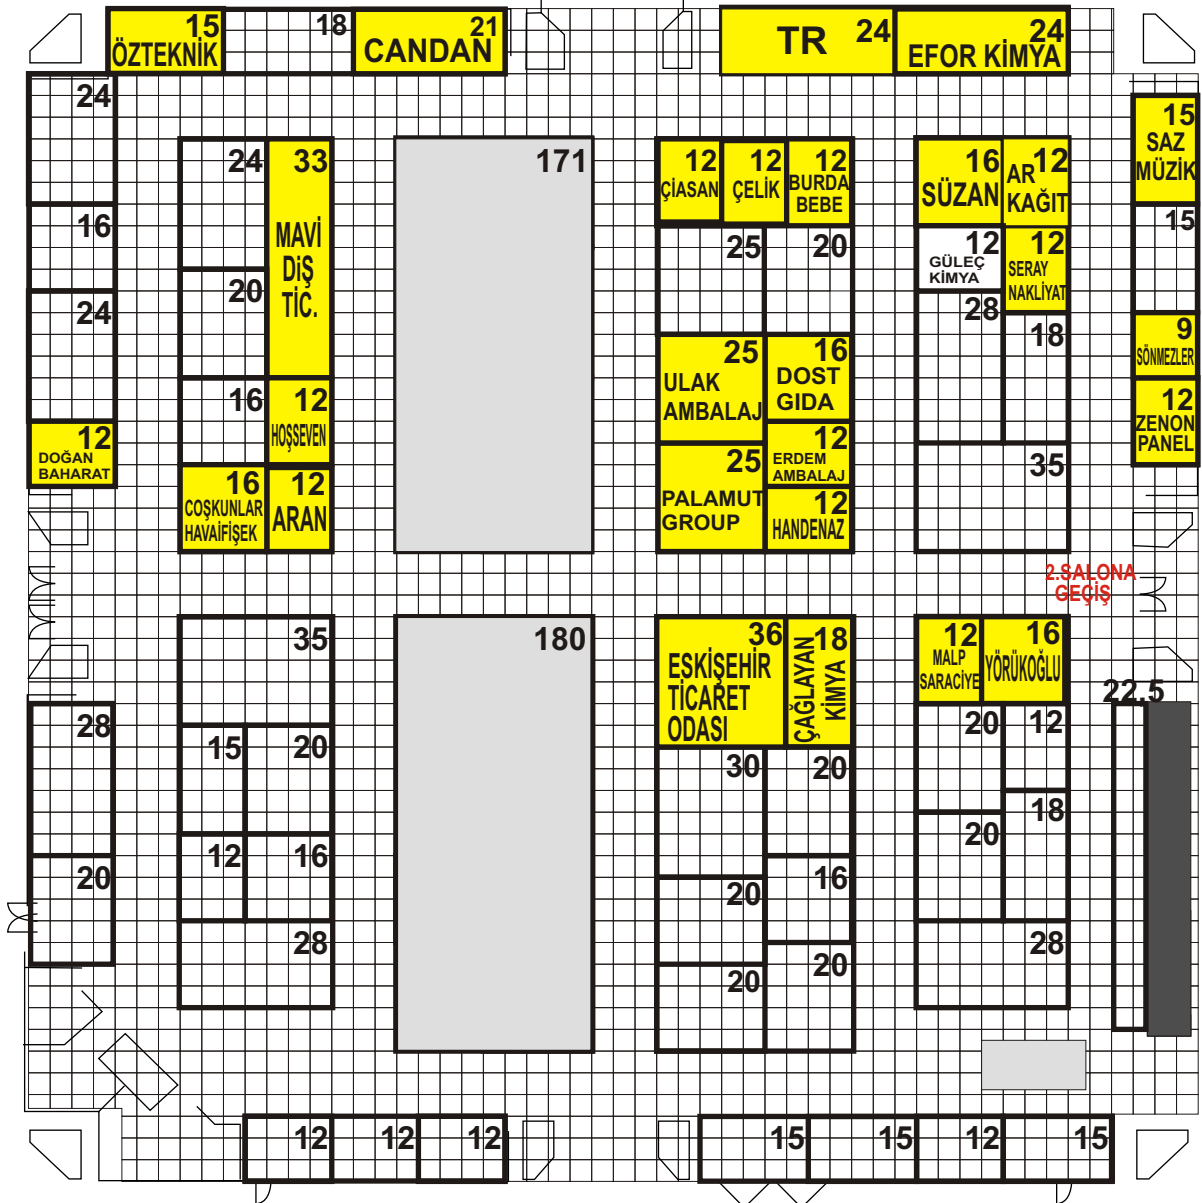 15
ÖZTEKNİK
18
21
CANDAN
TR 24
24
EFOR KİMYA
24
16
24
12
DOĞAN
BAHARAT
24
20
16
16
COŞKUNLAR
HAVAİFİŞEK
33
MAVİ
DİŞ
TİC.
12
HOŞSEVEN
12
ARAN
171
12
ÇİASAN
12
ÇELİK
12
BURDA
BEBE
25
20
25
ULAK
AMBALAJ
16
DOST
GIDA
25
PALAMUT
GROUP
12
ERDEM
AMBALAJ
12
HANDENAZ
16
SÜZAN
12
AR
KAĞIT
12
GÜLEÇ
KİMYA
12
SERAY
NAKLİYAT
28
18
35
15
SAZ
MÜZİK
15
9
SÖNMEZLER
12
ZENON
PANEL
2.SALONA
GEÇİŞ
28
20
35
15
20
12
16
28
180
36
ESKİŞEHİR
TİCARET
ODASI
18
ÇAĞLAYAN
KİMYA
30
20
20
16
20
20
12
MALP
SARACİYE
16
YÖRÜKOĞLU
20
12
20
18
28
22.5
12
12
12
15
15
12
15